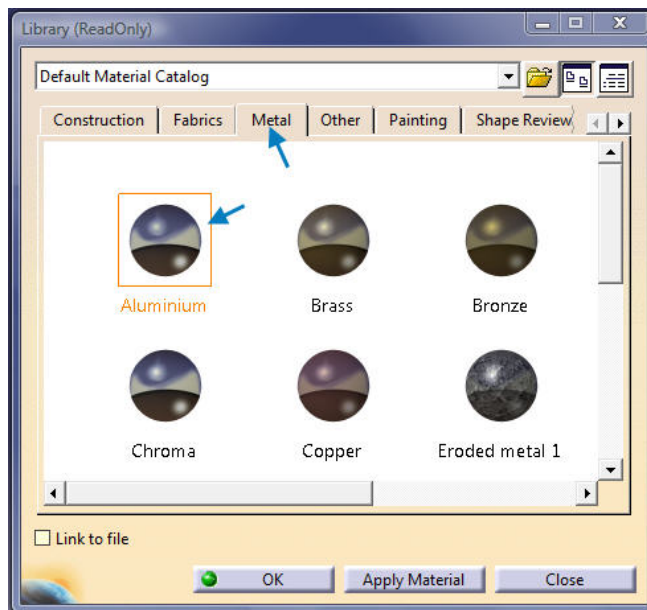 Library (ReadOnly)
Default Material Catalog
Construction Fabrics Metal Other Painting Shape Review
Aluminium Brass Bronze
Chroma Copper Eroded metal 1
Link to file
OK Apply Material Close